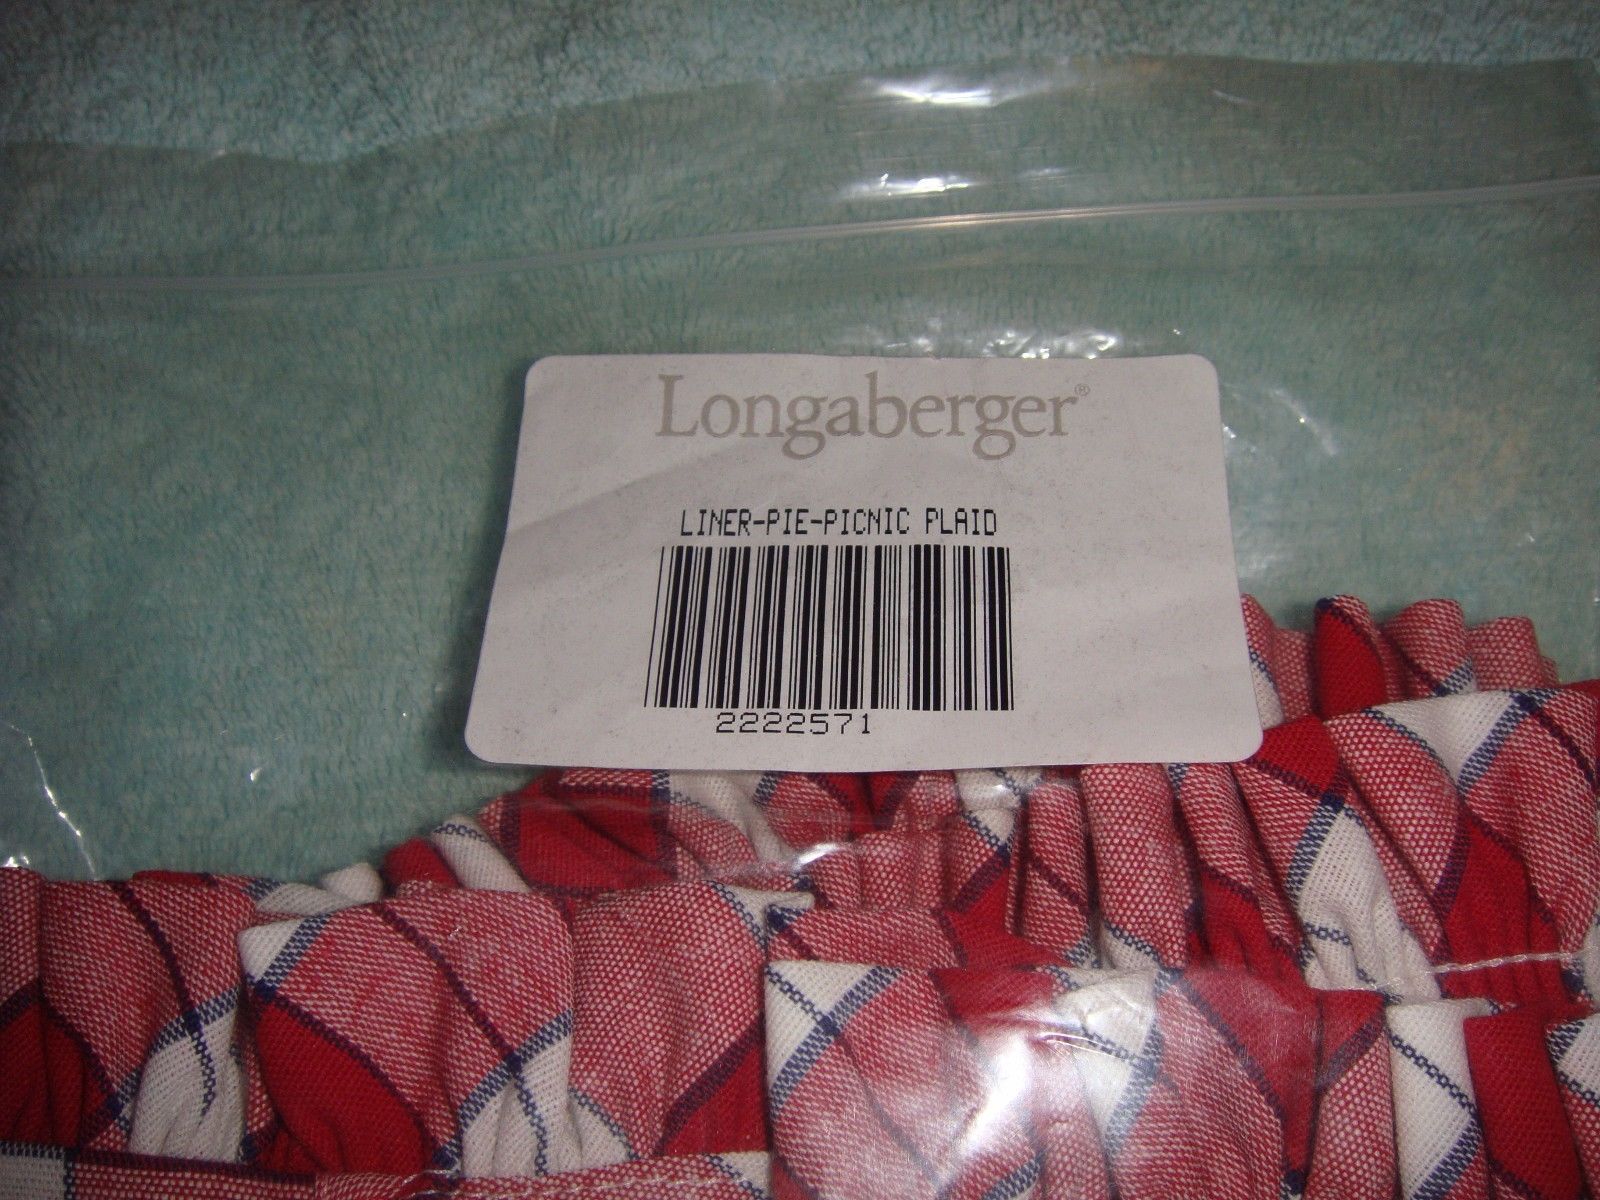 Longaberger®
LINER-PIE-PICNIC PLAID
2222571